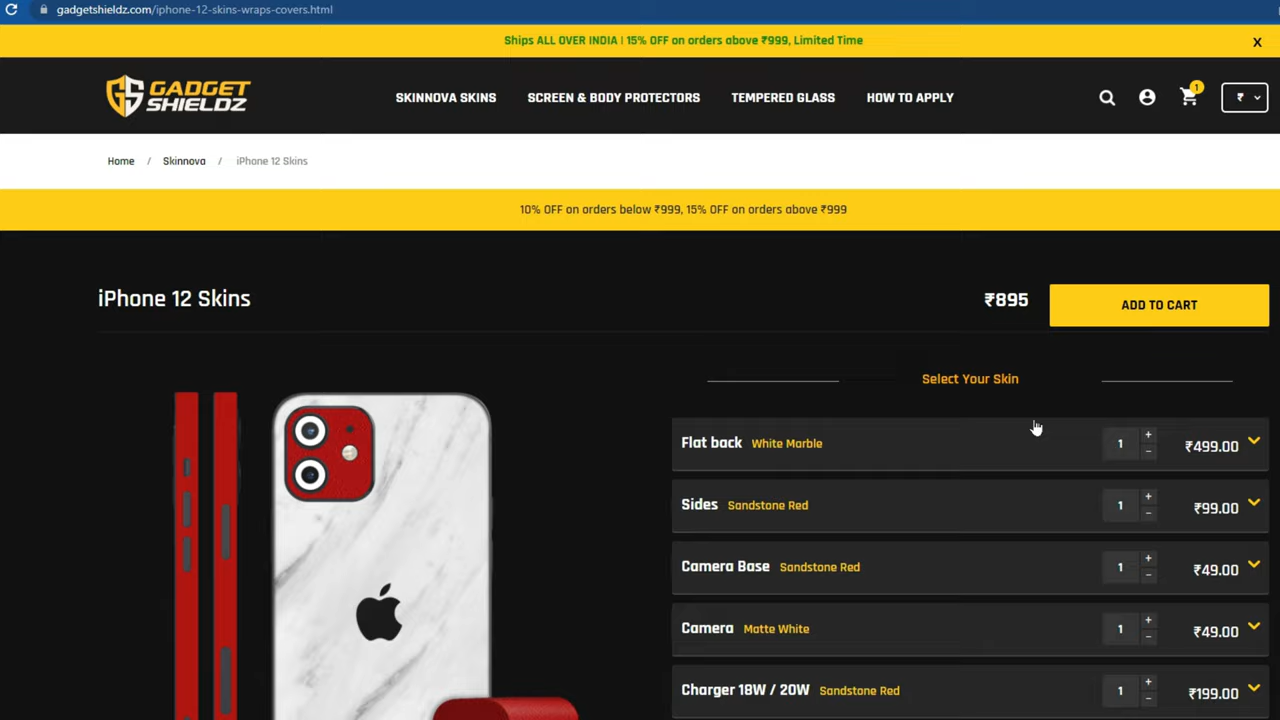 gadgetshieldz.com/iphone-12-skins-wraps-covers.html
Ships ALL OVER INDIA | 15% OFF on orders above ₹999, Limited Time
X
GADGET
SHIELDZ
SKINNOVA SKINS
SCREEN & BODY PROTECTORS
TEMPERED GLASS
HOW TO APPLY
1
₹
Home / Skinnova / iPhone 12 Skins
10% OFF on orders below ₹999, 15% OFF on orders above ₹999
iPhone 12 Skins
₹895
ADD TO CART
Select Your Skin
Flat back White Marble 1 + - ₹499.00
Sides Sandstone Red 1 + - ₹99.00
Camera Base Sandstone Red 1 + - ₹49.00
Camera Matte White 1 + - ₹49.00
Charger 18W / 20W Sandstone Red 1 + - ₹199.00